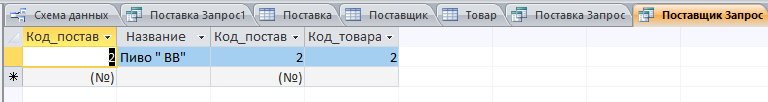 Схема данных Поставка Запрос1 Поставка Поставщик Товар Поставка Запрос Поставщик Запрос
Код_постав Название Код_постав Код_товара
2 Пиво " ВВ" 2 2
* (№) (№)